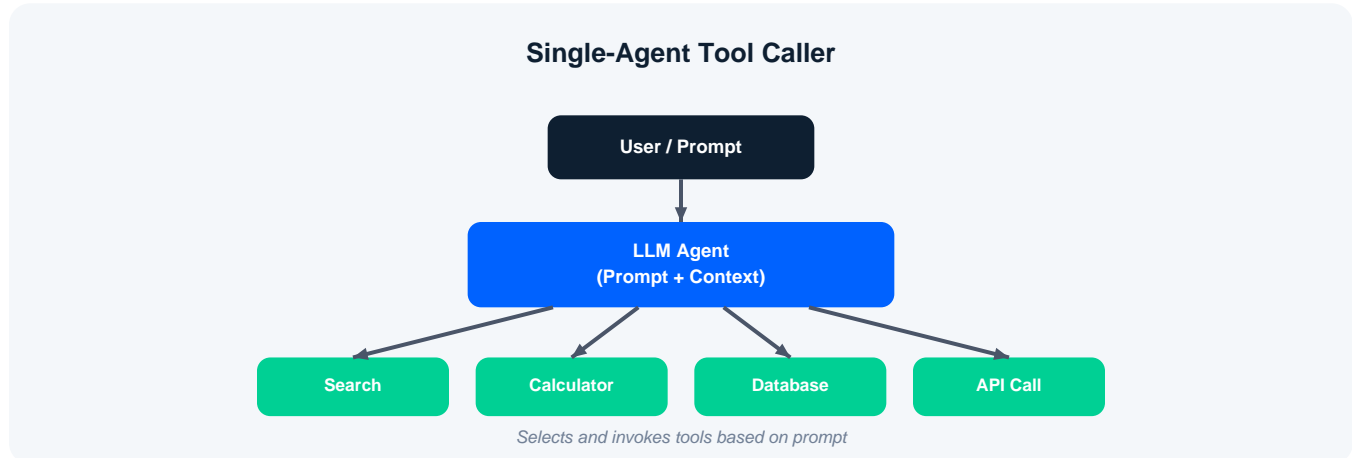 Single-Agent Tool Caller
User / Prompt
LLM Agent
(Prompt + Context)
Search
Calculator
Database
API Call
Selects and invokes tools based on prompt